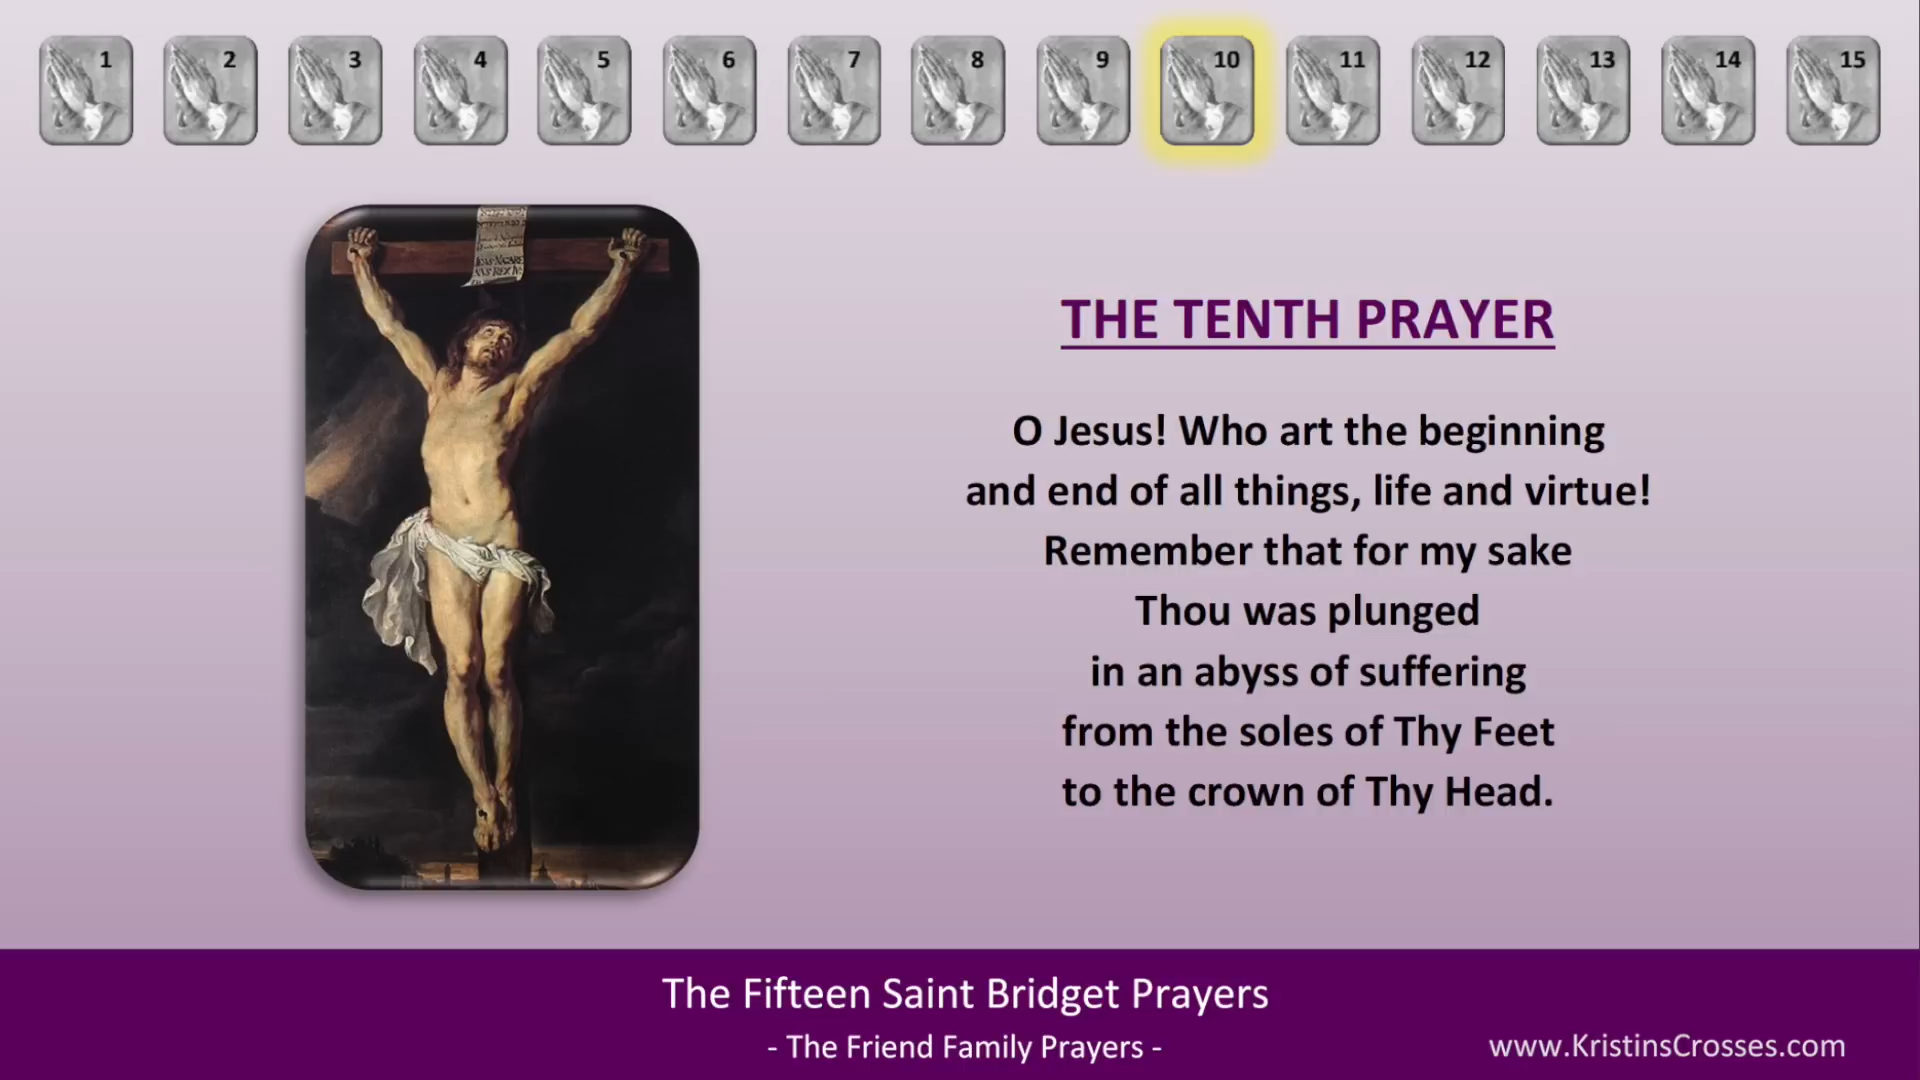 1 2 3 4 5 6 7 8 9 10 11 12 13 14 15
THE TENTH PRAYER
O Jesus! Who art the beginning
and end of all things, life and virtue!
Remember that for my sake
Thou was plunged
in an abyss of suffering
from the soles of Thy Feet
to the crown of Thy Head.
The Fifteen Saint Bridget Prayers
- The Friend Family Prayers -
www.KristinsCrosses.com